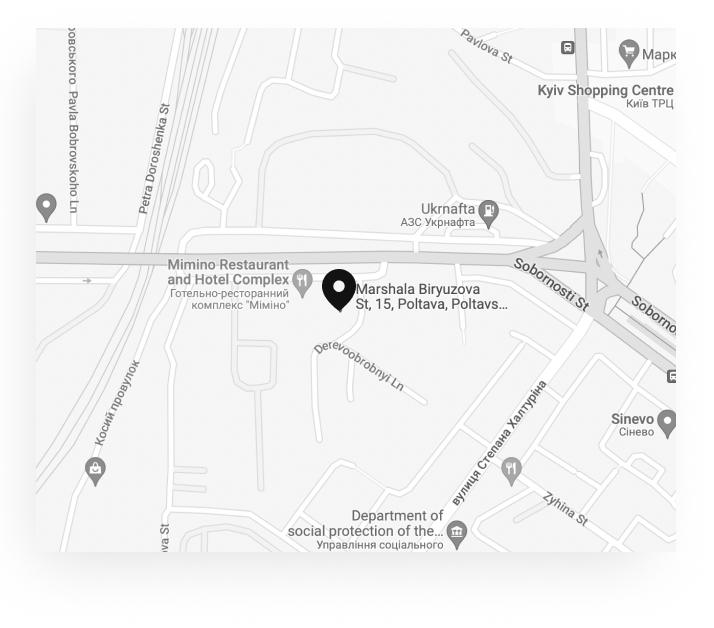 ровського Pavla Bobrovskoho Ln
Petra Doroshenka St
Pavlova St
Марк
Kyiv Shopping Centre
Київ ТРЦ
Ukrnafta
АЗС Укрнафта
Mimino Restaurant
and Hotel Complex
Готельно-ресторанний
комплекс "Міміно"
Marshala Biryuzova
St, 15, Poltava, Poltavs...
Sobornosti St
Soborno
Derevoobrobnyi Ln
Косий провулок
вулиця Степана Халтуріна
Sinevo
Сінево
Zyhina St
ova St
Department of
social protection of the...
Управління соціального